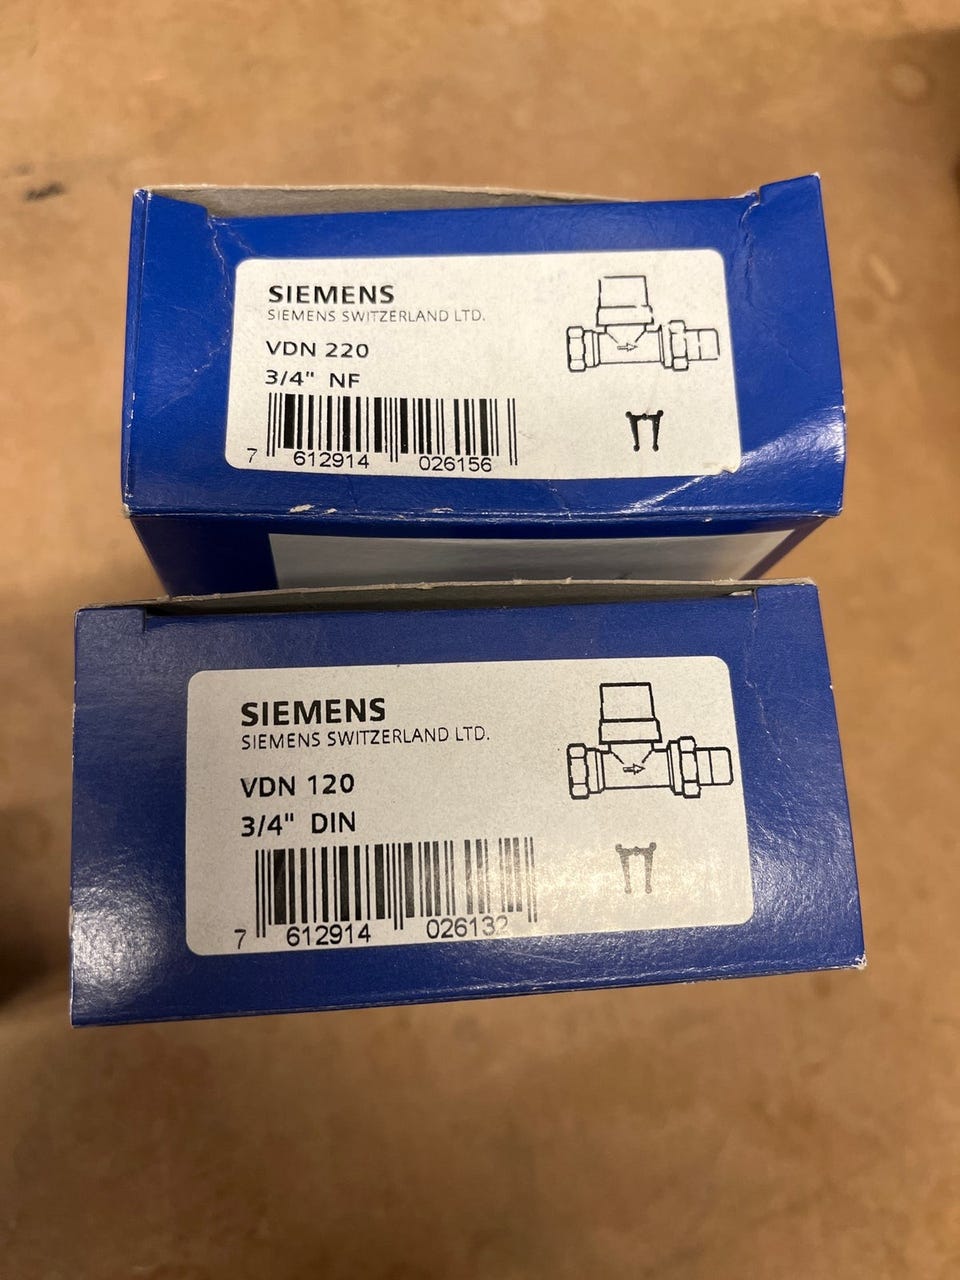 SIEMENS
SIEMENS SWITZERLAND LTD.
VDN 220
3/4" NF
7 612914 026156
SIEMENS
SIEMENS SWITZERLAND LTD.
VDN 120
3/4" DIN
7 612914 026132